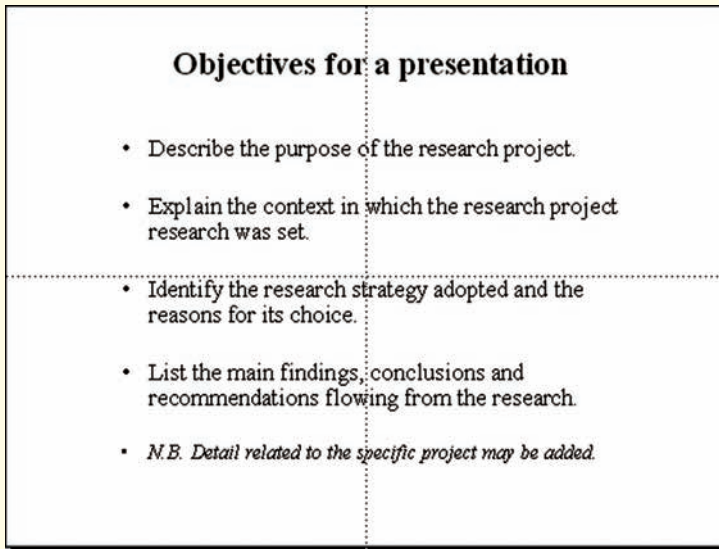 Objectives for a presentation
• Describe the purpose of the research project.
• Explain the context in which the research project
research was set.
• Identify the research strategy adopted and the
reasons for its choice.
• List the main findings, conclusions and
recommendations flowing from the research.
• N.B. Detail related to the specific project may be added.